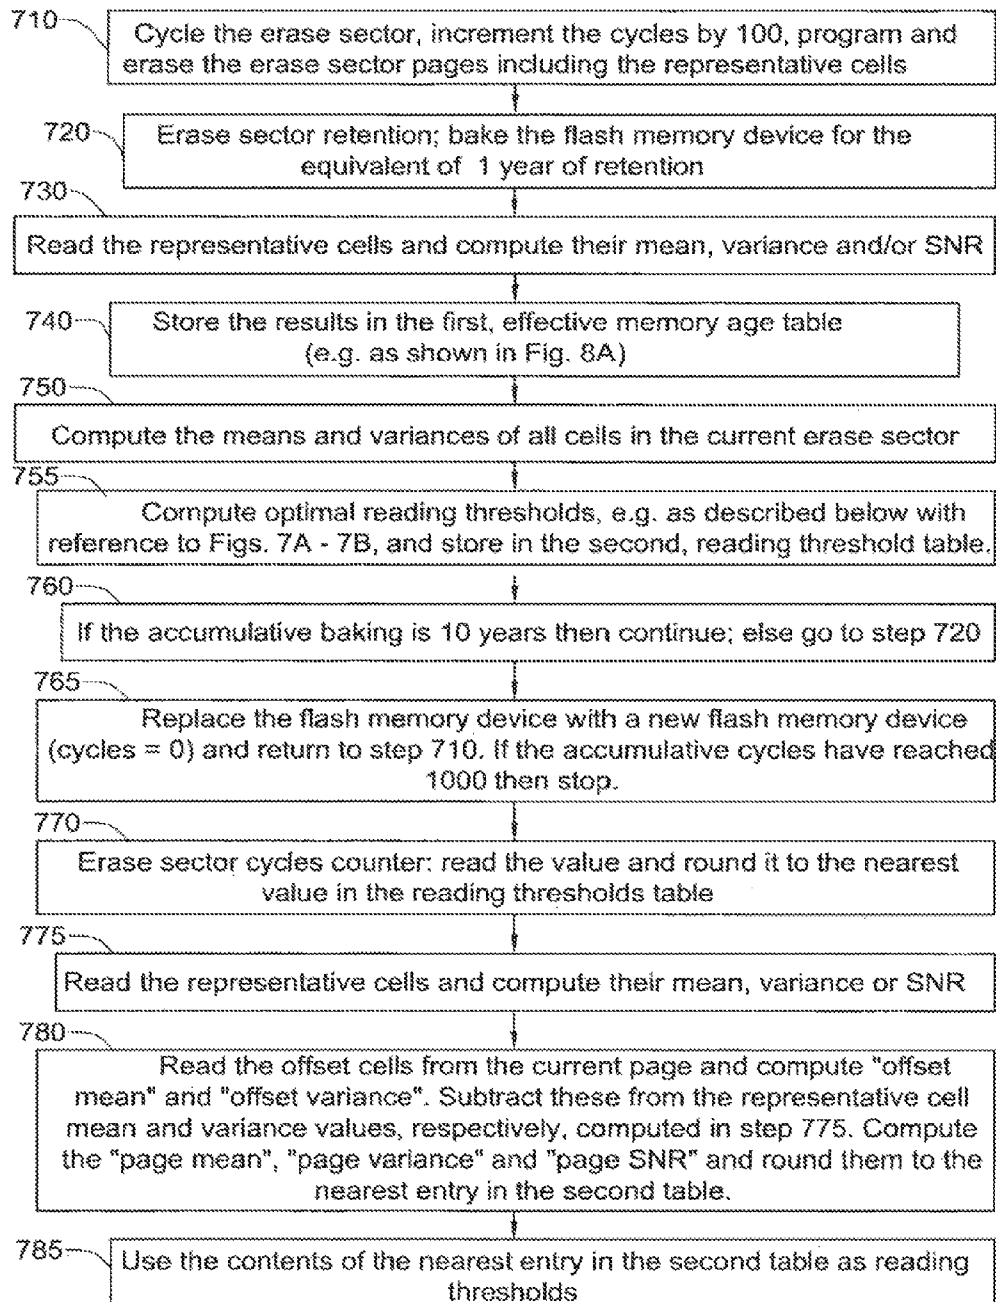 710
Cycle the erase sector, increment the cycles by 100, program and
erase the erase sector pages including the representative cells
720
Erase sector retention; bake the flash memory device for the
equivalent of 1 year of retention
730
Read the representative cells and compute their mean, variance and/or SNR
740
Store the results in the first, effective memory age table
(e.g. as shown in Fig. 8A)
750
Compute the means and variances of all cells in the current erase sector
755
Compute optimal reading thresholds, e.g. as described below with
reference to Figs. 7A - 7B, and store in the second, reading threshold table.
760
If the accumulative baking is 10 years then continue; else go to step 720
765
Replace the flash memory device with a new flash memory device
(cycles = 0) and return to step 710. If the accumulative cycles have reached
1000 then stop.
770
Erase sector cycles counter: read the value and round it to the nearest
value in the reading thresholds table
775
Read the representative cells and compute their mean, variance or SNR
780
Read the offset cells from the current page and compute "offset
mean" and "offset variance". Subtract these from the representative cell
mean and variance values, respectively, computed in step 775. Compute
the "page mean", "page variance" and "page SNR" and round them to the
nearest entry in the second table.
785
Use the contents of the nearest entry in the second table as reading
thresholds